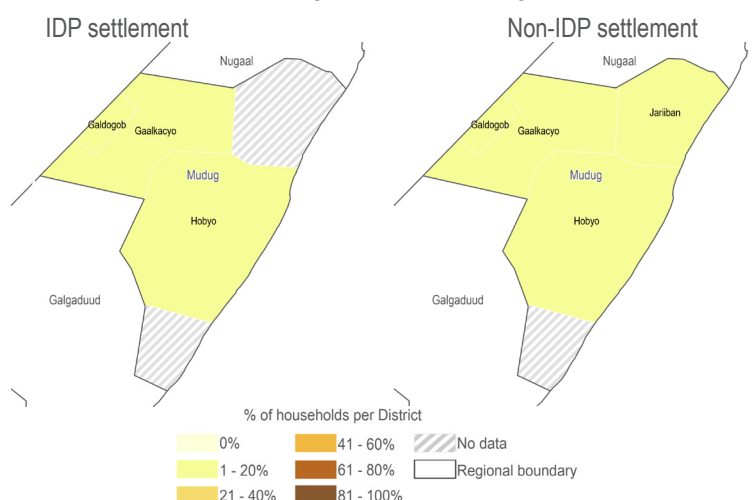 IDP settlement
Nugaal
Galdogob
Gaalkacyo
Mudug
Hobyo
Galgaduud
Non-IDP settlement
Nugaal
Jariiban
Galdogob
Gaalkacyo
Mudug
Hobyo
Galgaduud
% of households per District
0%
1 - 20%
21 - 40%
41 - 60%
61 - 80%
81 - 100%
No data
Regional boundary